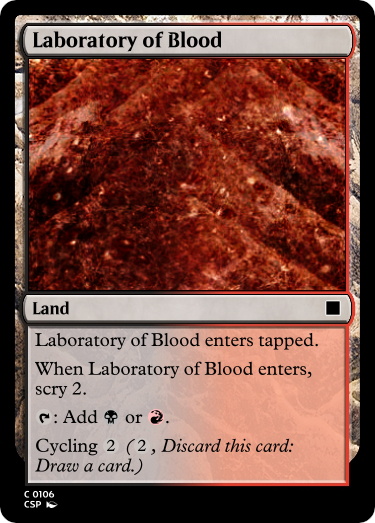 Laboratory of Blood
Land
Laboratory of Blood enters tapped.
When Laboratory of Blood enters,
scry 2.
: Add or .
Cycling 2 (2, Discard this card:
Draw a card.)
C 0106
CSP